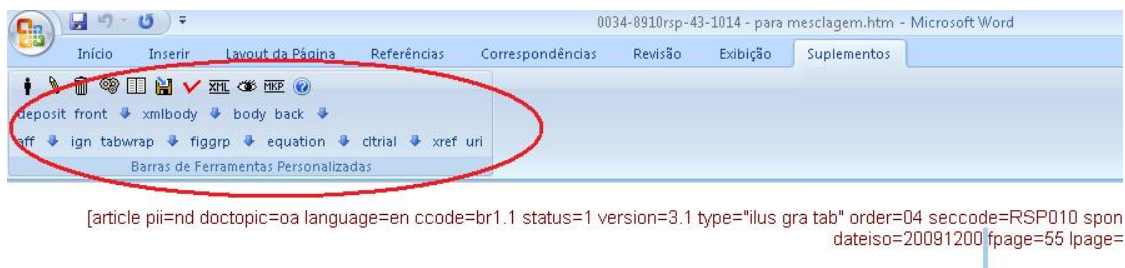 0034-8910rsp-43-1014 - para mesclagem.htm - Microsoft Word
Início Inserir Layout da Página Referências Correspondências Revisão Exibição Suplementos
XML MKP
deposit front xmlbody body back
aff ign tabwrap figgrp equation cltrial xref uri
Barras de Ferramentas Personalizadas
[article pii=nd doctopic=oa language=en ccode=br1.1 status=1 version=3.1 type="ilus gra tab" order=04 seccode=RSP010 spon
dateiso=20091200 fpage=55 lpage=